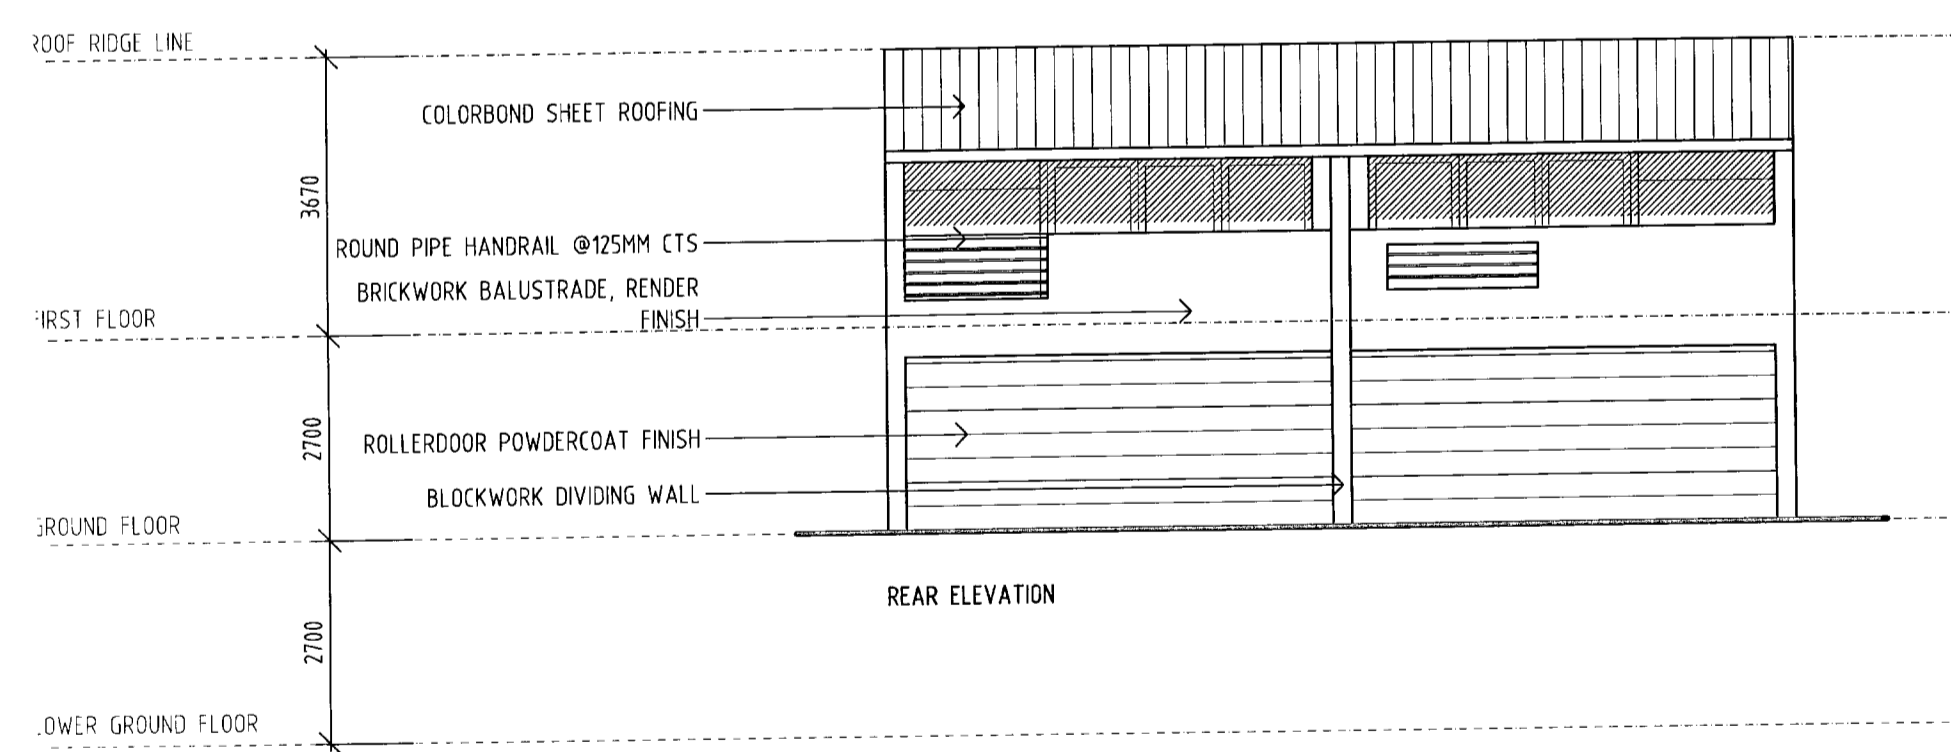 ROOF RIDGE LINE
COLORBOND SHEET ROOFING
3670
ROUND PIPE HANDRAIL @125MM CTS
BRICKWORK BALUSTRADE, RENDER
FINISH
FIRST FLOOR
2700
ROLLERDOOR POWDERCOAT FINISH
BLOCKWORK DIVIDING WALL
GROUND FLOOR
REAR ELEVATION
2700
LOWER GROUND FLOOR